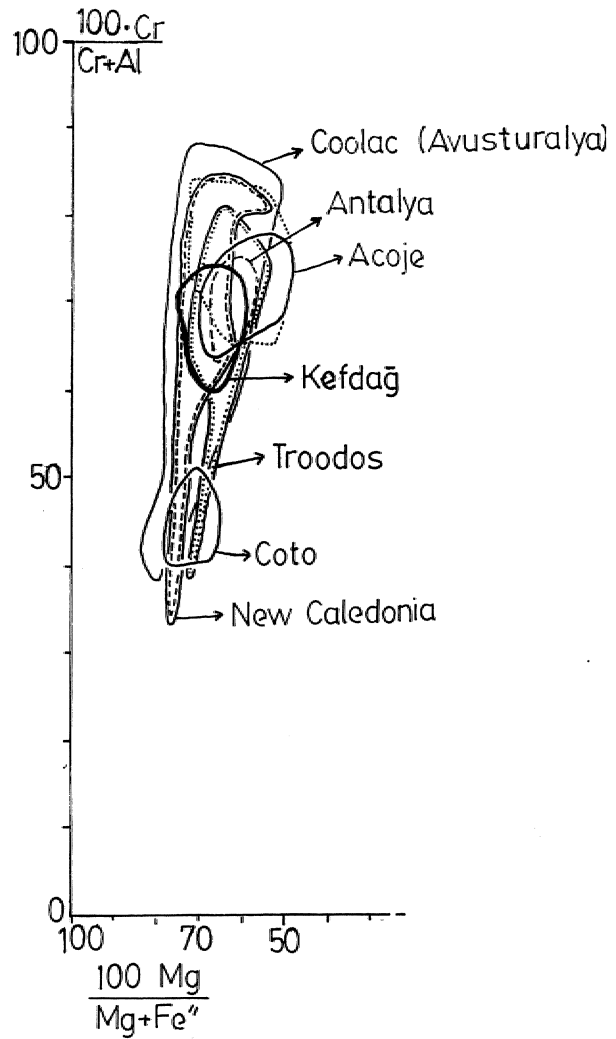 100
100·Cr
Cr+Al
Coolac (Avusturalya)
Antalya
Acoje
Kefdağ
Troodos
50
Coto
New Caledonia
0
100 70 50
100 Mg
Mg+Fe″